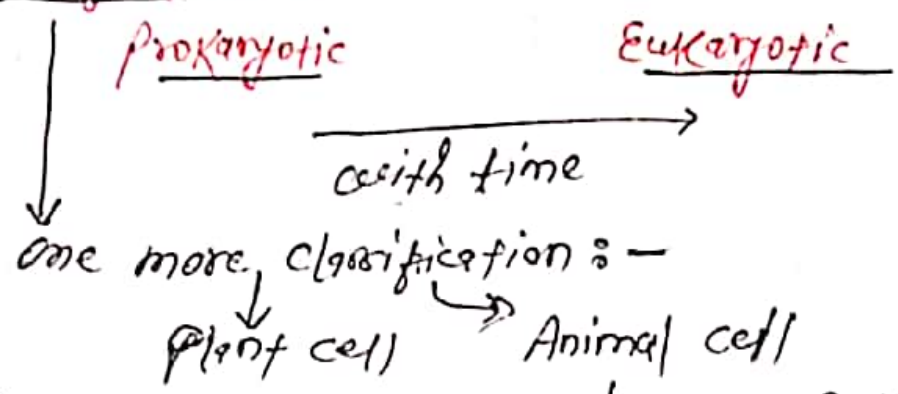 Prokaryotic Eukaryotic
with time
one more classification :-
Plant cell Animal cell